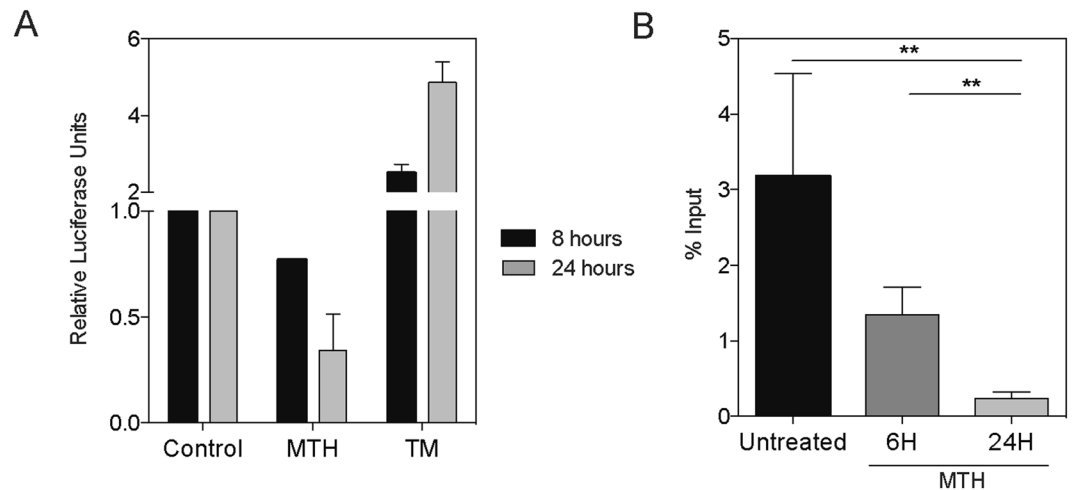 A
Relative Luciferase Units
6
4
2
1.0
0.5
0.0
Control MTH TM
8 hours
24 hours
B
% Input
5
4
3
2
1
0
**
**
Untreated 6H 24H
MTH